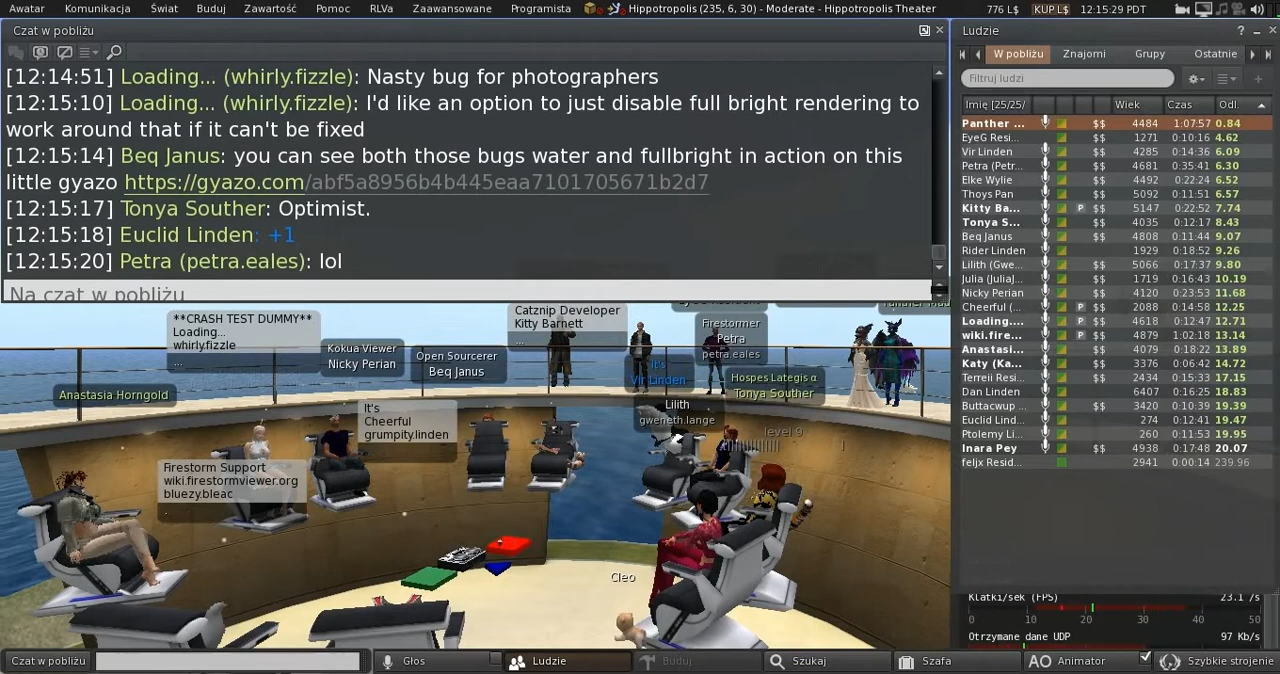 Awatar Komunikacja Świat Buduj Zawartość Pomoc RLVa Zaawansowane Programista Hippotropolis (235, 6, 30) - Moderate - Hippotropolis Theater 776 L$ KUP L$ 12:15:29 PDT
Czat w pobliżu
[12:14:51] Loading... (whirly.fizzle): Nasty bug for photographers
[12:15:10] Loading... (whirly.fizzle): I'd like an option to just disable full bright rendering to
work around that if it can't be fixed
[12:15:14] Beq Janus: you can see both those bugs water and fullbright in action on this
little gyazo https://gyazo.com/abf5a8956b4b445eaa7101705671b2d7
[12:15:17] Tonya Souther: Optimist.
[12:15:18] Euclid Linden: +1
[12:15:20] Petra (petra.eales): lol
Na czat w pobliżu
**CRASH TEST DUMMY**
Loading...
whirly.fizzle
...
Kokua Viewer
Nicky Perian
Open Sourcerer
Beq Janus
Catznip Developer
Kitty Barnett
...
Firestormer
Petra
petra.eales
It's
Vir Linden
Hospes Lategis α
Tonya Souther
Anastasia Horngold
It's
Cheerful
grumpity.linden
Lilith
gweneth.lange
level 9
Firestorm Support
wiki.firestormviewer.org
bluezy.bleac
Cleo
Ludzie
W pobliżu Znajomi Grupy Ostatnie
Filtruj ludzi
Imię [25/25/ Wiek Czas Odl.
Panther ... $$ 4484 1:07:57 0.84
EyeG Resi... $$ 1271 0:10:16 4.62
Vir Linden $$ 4285 0:14:36 6.09
Petra (Petr... $$ 4681 0:35:41 6.30
Elke Wylie $$ 4492 0:22:24 6.52
Thoys Pan $$ 5092 0:11:51 6.57
Kitty Ba... P $$ 5147 0:22:52 7.74
Tonya S... $$ 4035 0:12:17 8.43
Beq Janus $$ 4808 0:11:44 9.07
Rider Linden 1929 0:18:52 9.26
Lilith (Gwe... $$ 5066 0:17:37 9.80
Julia (JuliaJ... $$ 1719 0:16:43 10.19
Nicky Perian $$ 4120 0:23:53 11.68
Cheerful (... P $$ 2088 0:14:58 12.25
Loading.... P $$ 4618 0:12:47 12.71
wiki.fire... P $$ 4879 1:02:18 13.14
Anastasi... $$ 4079 0:18:22 13.89
Katy (Ka... $$ 3376 0:06:42 14.72
Terreii Resi... $$ 2434 0:15:33 17.15
Dan Linden 6407 0:16:25 18.83
Buttacwup ... $$ 3420 0:10:39 19.39
Euclid Lind... 274 0:12:41 19.47
Ptolemy Li... 260 0:11:53 19.95
Inara Pey $$ 4938 0:17:48 20.07
feljx Resid... 2941 0:00:14 239.96
Klatki/sek (FPS) 23.1 /s
0 10 20 30 40 50
Otrzymane dane UDP 97 Kb/s
Czat w pobliżu Głos Ludzie Buduj Szukaj Szafa AO Animator Szybkie strojenie